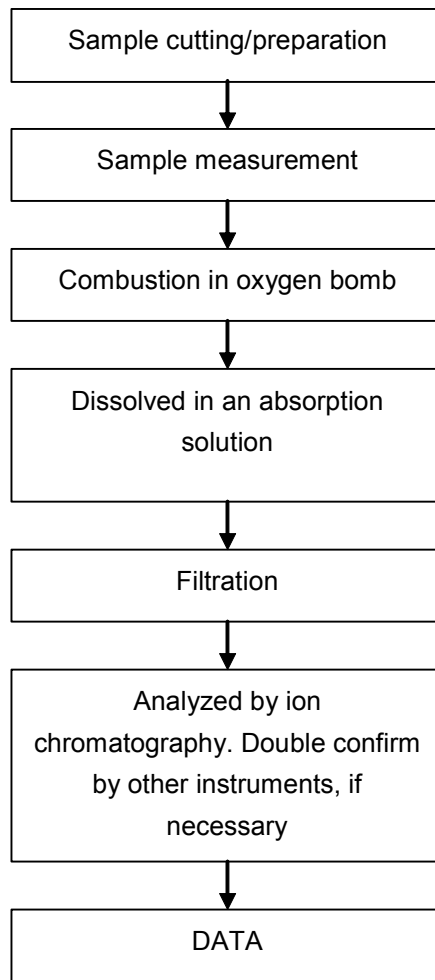 Sample cutting/preparation
Sample measurement
Combustion in oxygen bomb
Dissolved in an absorption
solution
Filtration
Analyzed by ion
chromatography. Double confirm
by other instruments, if
necessary
DATA